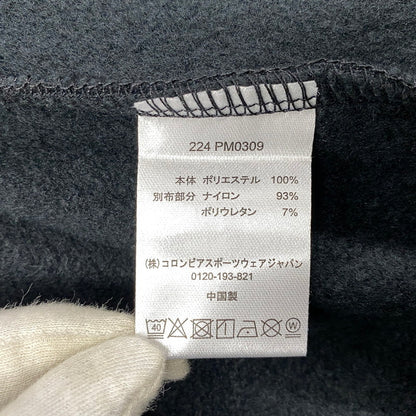 224 PM0309
本体 ポリエステル 100%
別布部分 ナイロン 93%
ポリウレタン 7%
(株)コロンビアスポーツウェアジャパン
0120-193-821
中国製
40 W